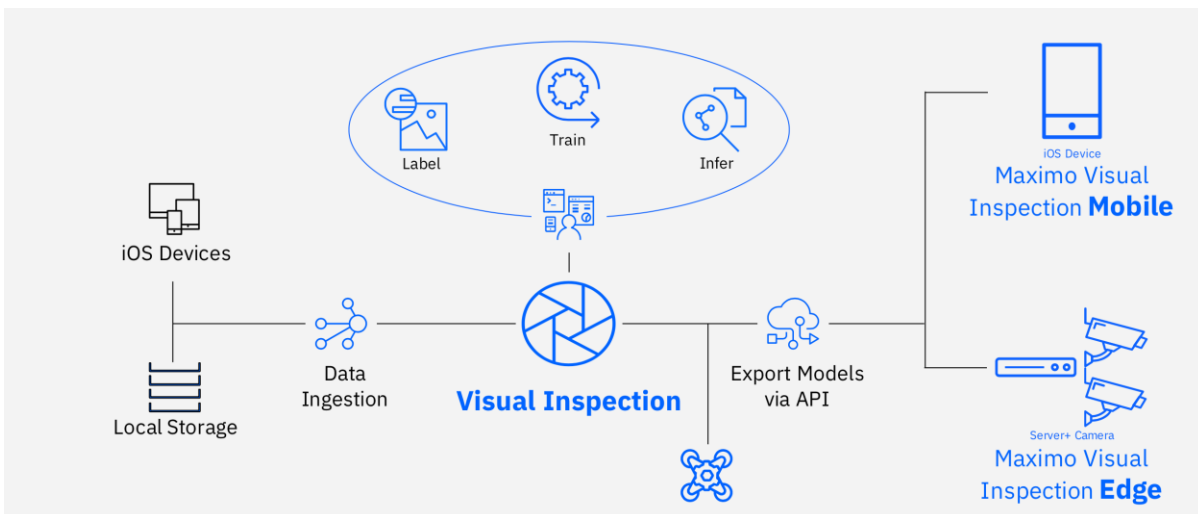 Label
Train
Infer
iOS Devices
Local Storage
Data
Ingestion
Visual Inspection
Export Models
via API
iOS Device
Maximo Visual
Inspection Mobile
Server+ Camera
Maximo Visual
Inspection Edge